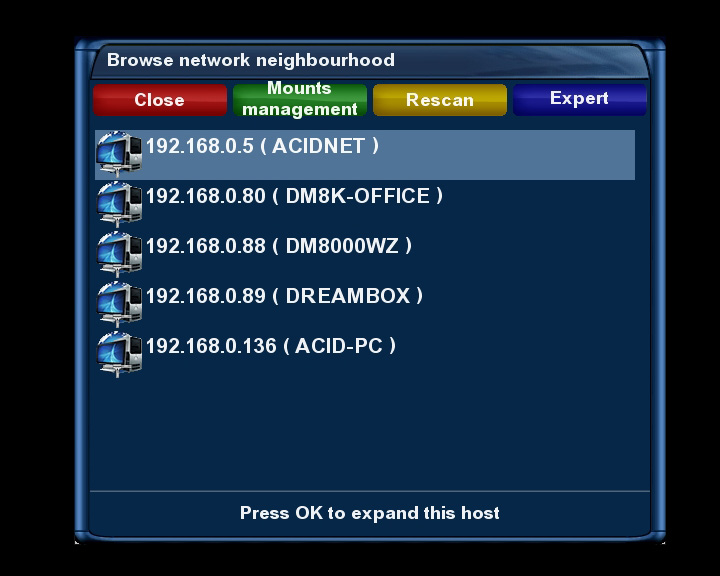 Browse network neighbourhood
Close
Mounts
management
Rescan
Expert
192.168.0.5 ( ACIDNET )
192.168.0.80 ( DM8K-OFFICE )
192.168.0.88 ( DM8000WZ )
192.168.0.89 ( DREAMBOX )
192.168.0.136 ( ACID-PC )
Press OK to expand this host